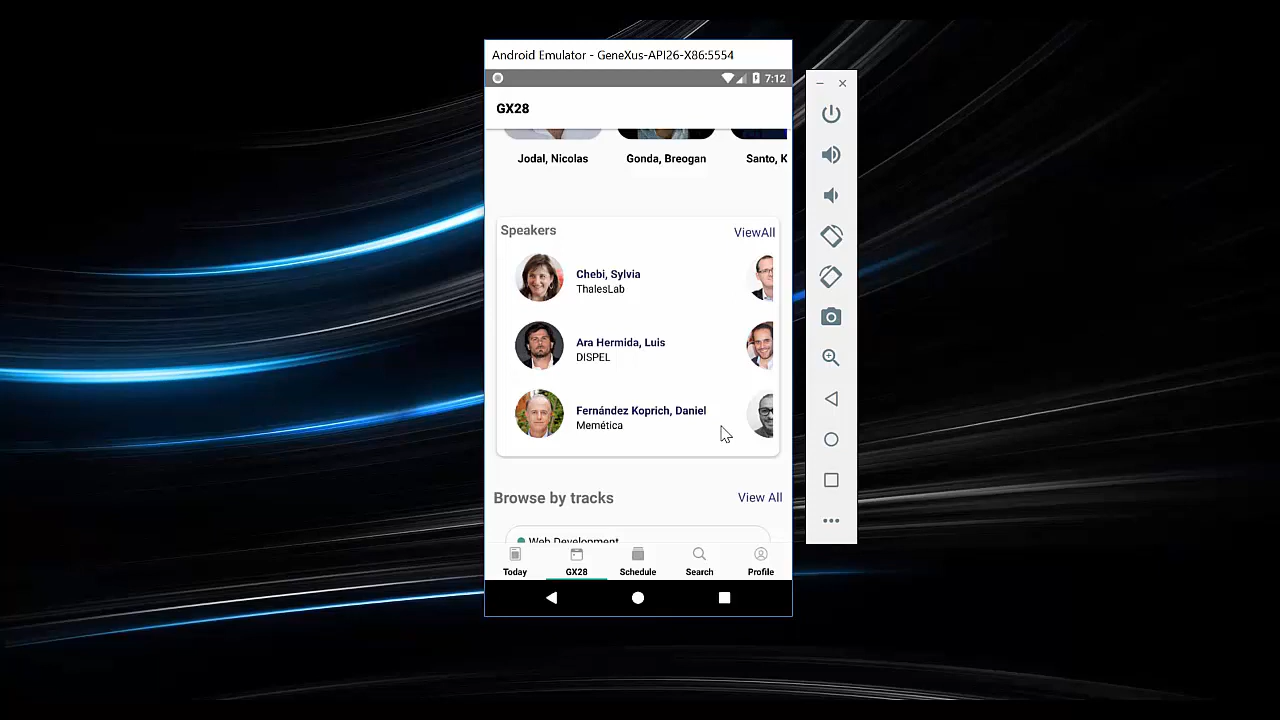 Android Emulator - GeneXus-API26-X86:5554
7:12
GX28
Jodal, Nicolas
Gonda, Breogan
Santo, K
Speakers
ViewAll
Chebi, Sylvia
ThalesLab
Ara Hermida, Luis
DISPEL
Fernández Koprich, Daniel
Memética
Browse by tracks
View All
Web Development
Today
GX28
Schedule
Search
Profile